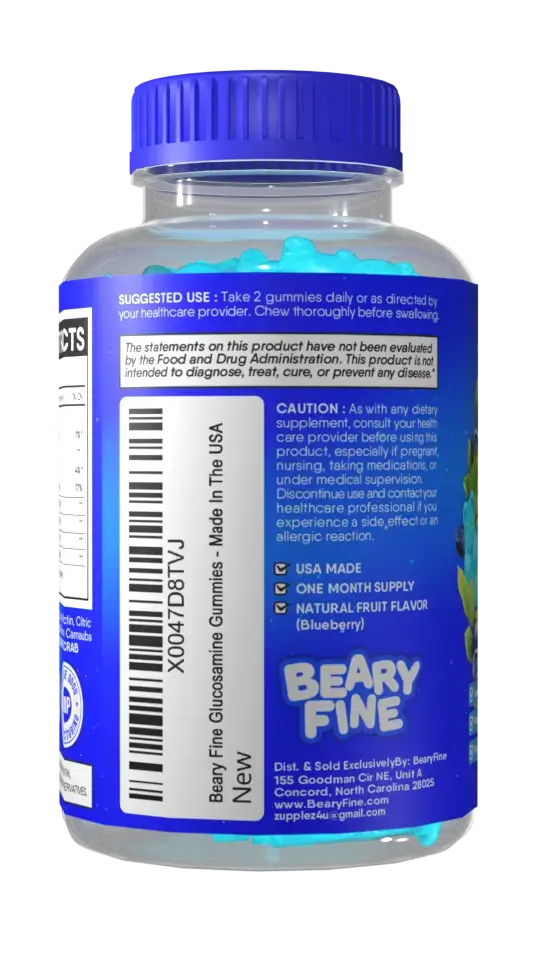 SUGGESTED USE : Take 2 gummies daily or as directed by
your healthcare provider. Chew thoroughly before swallowing.
The statements on this product have not been evaluated
by the Food and Drug Administration. This product is not
intended to diagnose, treat, cure, or prevent any disease.*
X0047D8TVJ
Beary Fine Glucosamine Gummies - Made In The USA
New
CAUTION : As with any dietary
supplement, consult your health
care provider before using this
product, especially if pregnant,
nursing, taking medications, or
under medical supervision.
Discontinue use and contact your
healthcare professional if you
experience a side effect or an
allergic reaction.
USA MADE
ONE MONTH SUPPLY
NATURAL FRUIT FLAVOR
(Blueberry)
BEARY
FINE
Dist. & Sold ExclusivelyBy: BearyFine
155 Goodman Cir NE, Unit A
Concord, North Carolina 28025
www.BearyFine.com
zupplez4u@gmail.com
Citric
Carnauba
CRAB